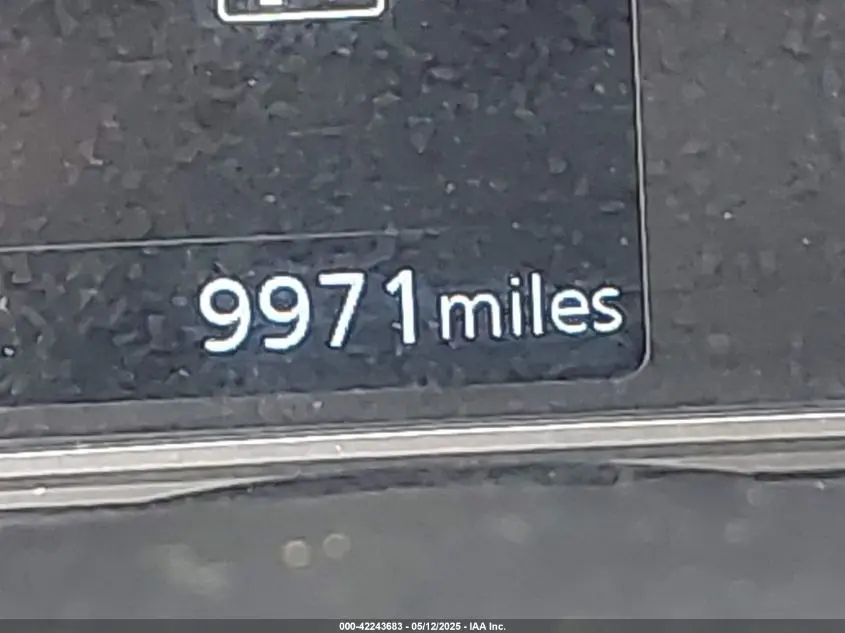 9971 miles
000-42243683 - 05/12/2025 - IAA Inc.